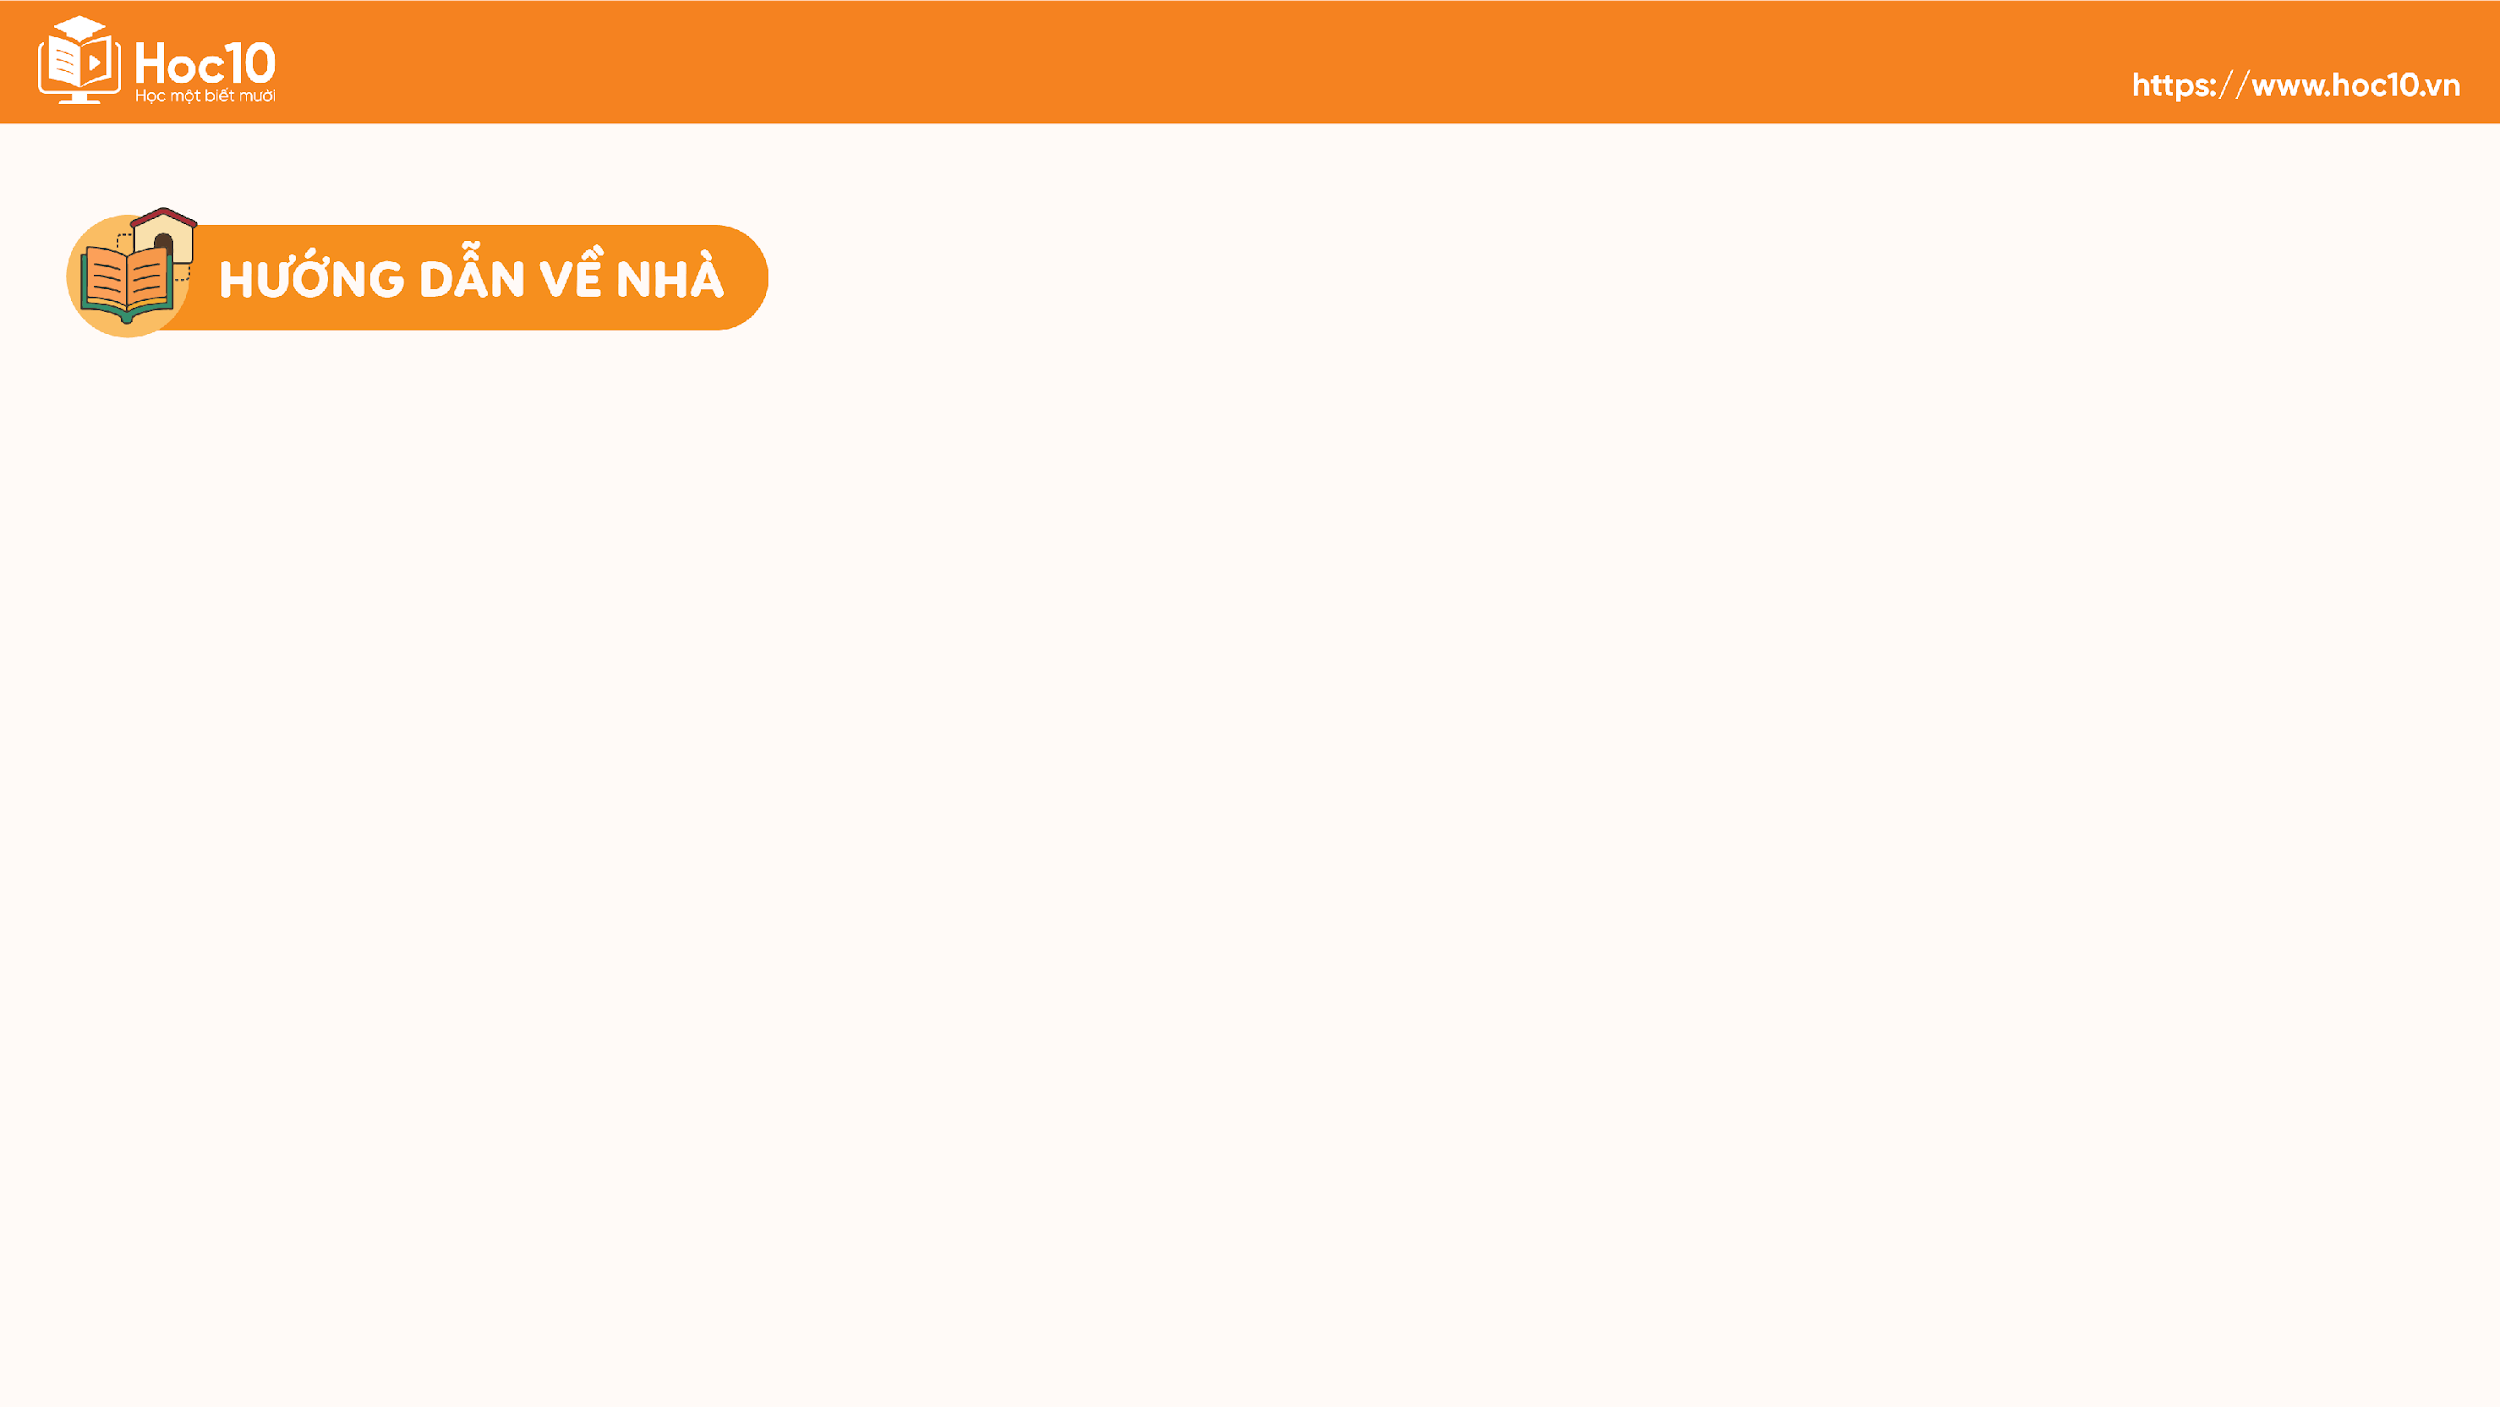 Hoc10
Học một biết mười
https://www.hoc10.vn
HƯỚNG DẪN VỀ NHÀ